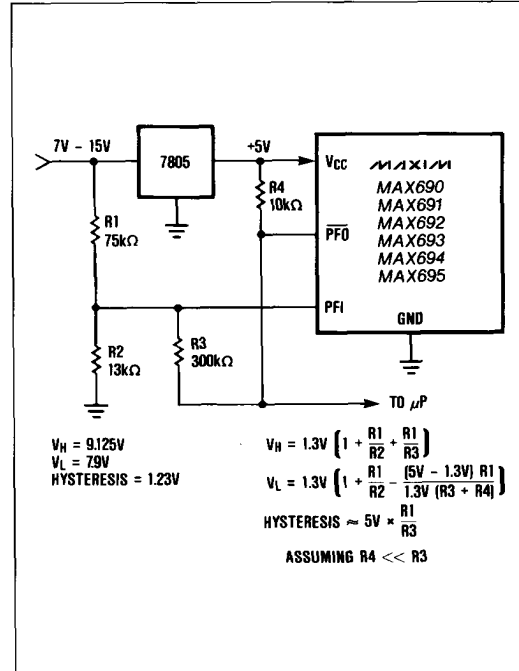 7V – 15V
7805
+5V
VCC
MAXIM
MAX690
MAX691
MAX692
MAX693
MAX694
MAX695
R4
10kΩ
PFO
R1
75kΩ
PFI
GND
R2
13kΩ
R3
300kΩ
TO µP
VH = 9.125V
VL = 7.9V
HYSTERESIS = 1.23V
VH = 1.3V (1 + R1/R2 + R1/R3)
VL = 1.3V (1 + R1/R2 – (5V – 1.3V) R1/1.3V (R3 + R4))
HYSTERESIS ≈ 5V × R1/R3
ASSUMING R4 << R3